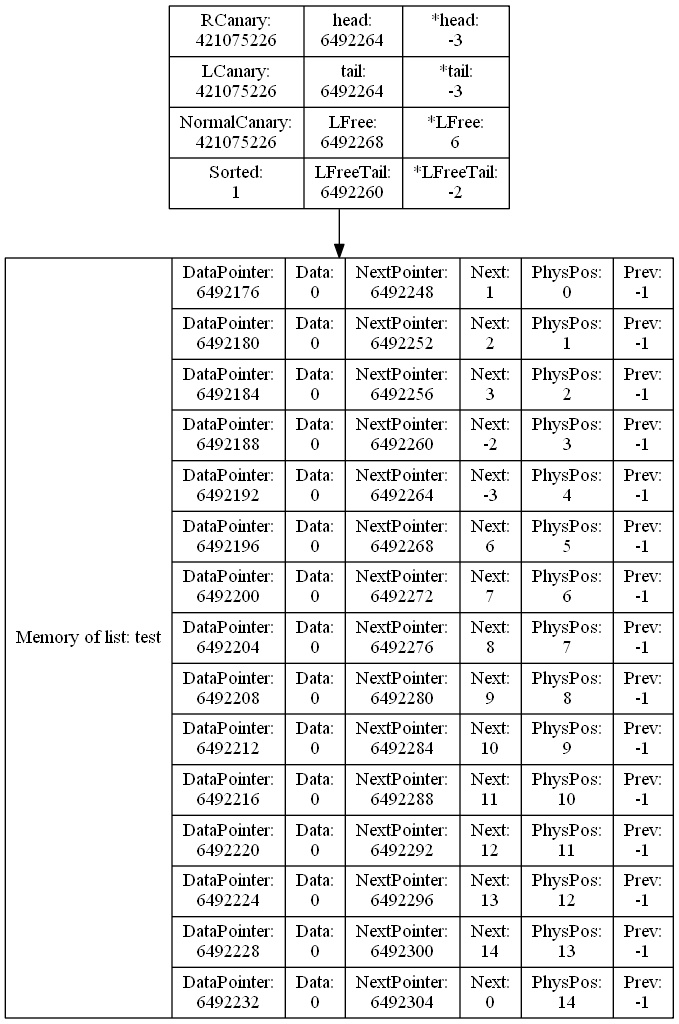 RCanary: head: *head:
421075226 6492264 -3
LCanary: tail: *tail:
421075226 6492264 -3
NormalCanary: LFree: *LFree:
421075226 6492268 6
Sorted: LFreeTail: *LFreeTail:
1 6492260 -2
DataPointer: Data: NextPointer: Next: PhysPos: Prev:
6492176 0 6492248 1 0 -1
DataPointer: Data: NextPointer: Next: PhysPos: Prev:
6492180 0 6492252 2 1 -1
DataPointer: Data: NextPointer: Next: PhysPos: Prev:
6492184 0 6492256 3 2 -1
DataPointer: Data: NextPointer: Next: PhysPos: Prev:
6492188 0 6492260 -2 3 -1
DataPointer: Data: NextPointer: Next: PhysPos: Prev:
6492192 0 6492264 -3 4 -1
DataPointer: Data: NextPointer: Next: PhysPos: Prev:
6492196 0 6492268 6 5 -1
DataPointer: Data: NextPointer: Next: PhysPos: Prev:
6492200 0 6492272 7 6 -1
Memory of list: test
DataPointer: Data: NextPointer: Next: PhysPos: Prev:
6492204 0 6492276 8 7 -1
DataPointer: Data: NextPointer: Next: PhysPos: Prev:
6492208 0 6492280 9 8 -1
DataPointer: Data: NextPointer: Next: PhysPos: Prev:
6492212 0 6492284 10 9 -1
DataPointer: Data: NextPointer: Next: PhysPos: Prev:
6492216 0 6492288 11 10 -1
DataPointer: Data: NextPointer: Next: PhysPos: Prev:
6492220 0 6492292 12 11 -1
DataPointer: Data: NextPointer: Next: PhysPos: Prev:
6492224 0 6492296 13 12 -1
DataPointer: Data: NextPointer: Next: PhysPos: Prev:
6492228 0 6492300 14 13 -1
DataPointer: Data: NextPointer: Next: PhysPos: Prev:
6492232 0 6492304 0 14 -1